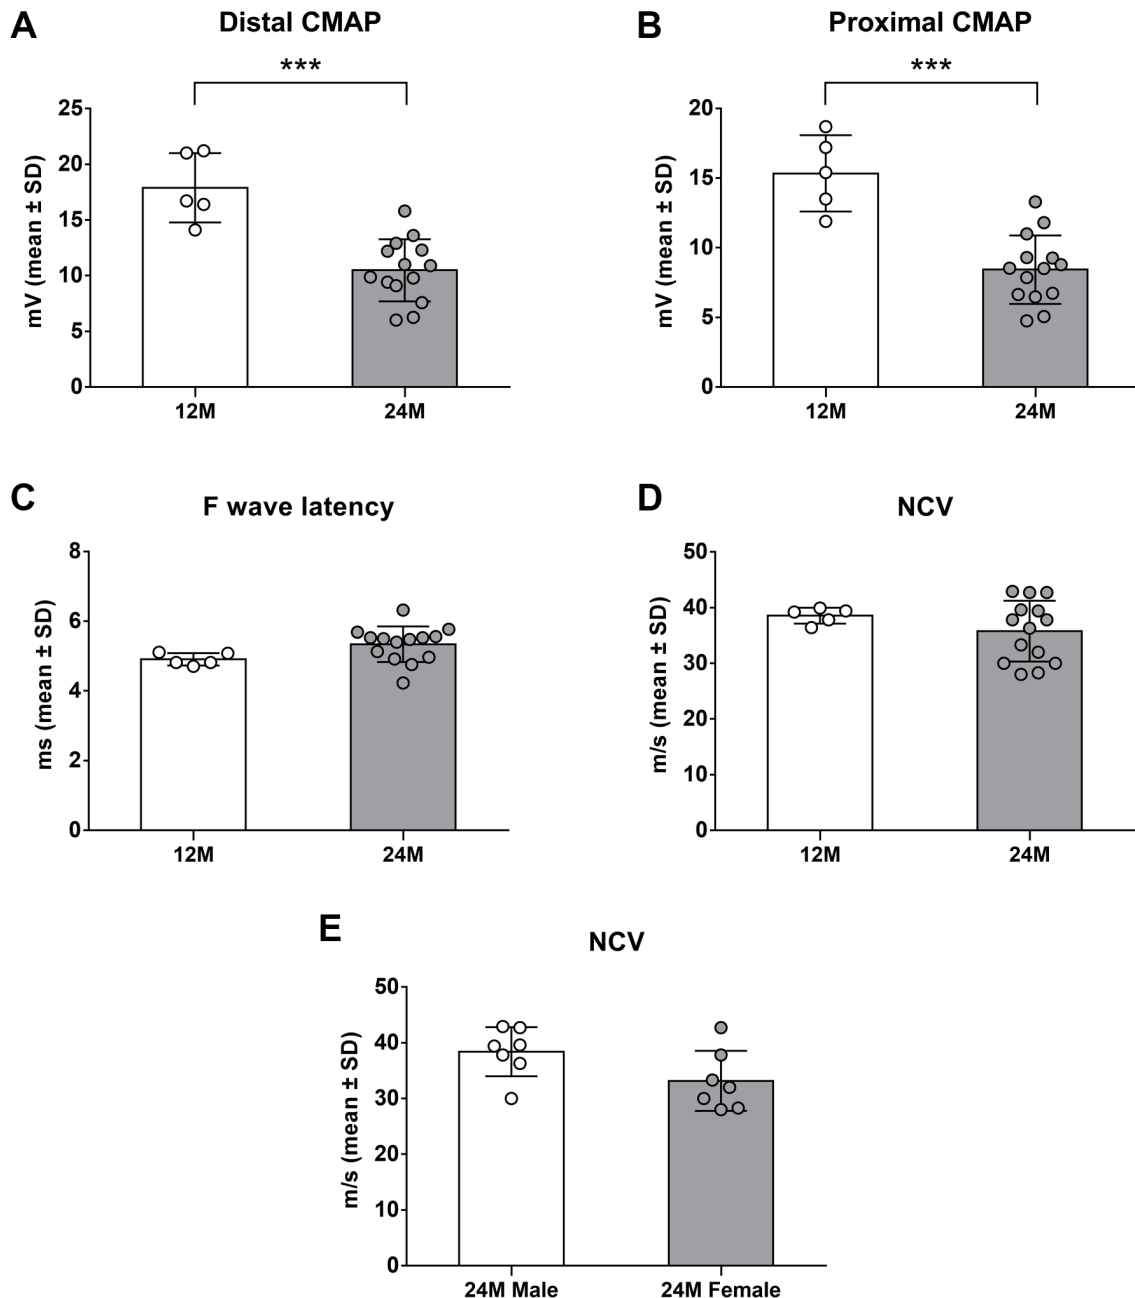 A
Distal CMAP
***
mV (mean ± SD)
25
20
15
10
5
0
12M
24M
B
Proximal CMAP
***
mV (mean ± SD)
20
15
10
5
0
12M
24M
C
F wave latency
ms (mean ± SD)
8
6
4
2
0
12M
24M
D
NCV
m/s (mean ± SD)
50
40
30
20
10
0
12M
24M
E
NCV
m/s (mean ± SD)
50
40
30
20
10
0
24M Male
24M Female